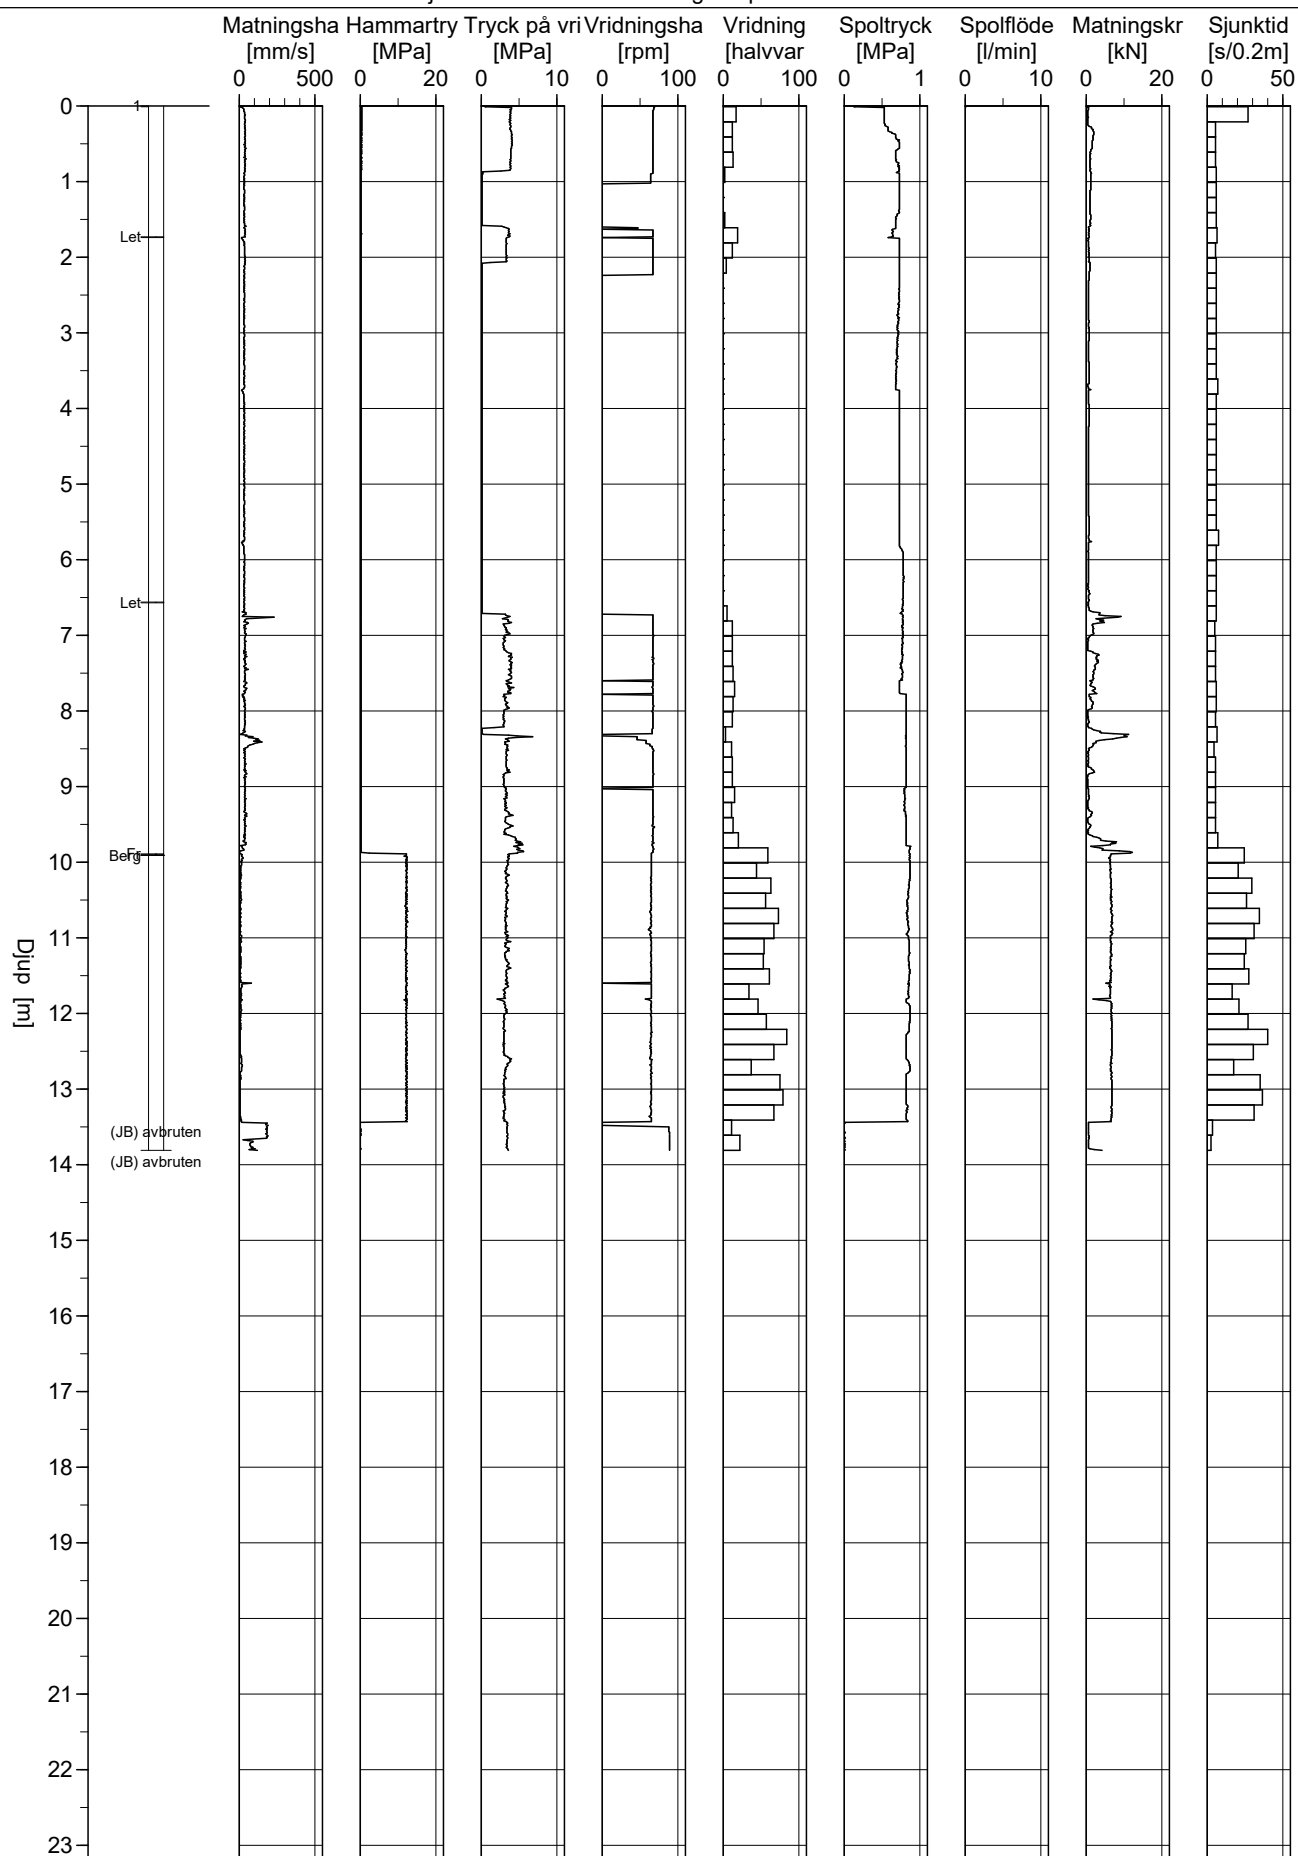 Matningsha Hammartry Tryck på vri Vridningsha Vridning Spoltryck Spolflöde Matningskr Sjunktid
[mm/s] [MPa] [MPa] [rpm] [halvvar [MPa] [l/min] [kN] [s/0.2m]
0 500 0 20 0 10 0 100 0 100 0 1 0 10 0 20 0 50
0 1
1
Let
2
3
4
5
6
Let
7
8
9
Fr
Berg
10
11
Djup [m]
12
13
(JB) avbruten
14
(JB) avbruten
15
16
17
18
19
20
21
22
23